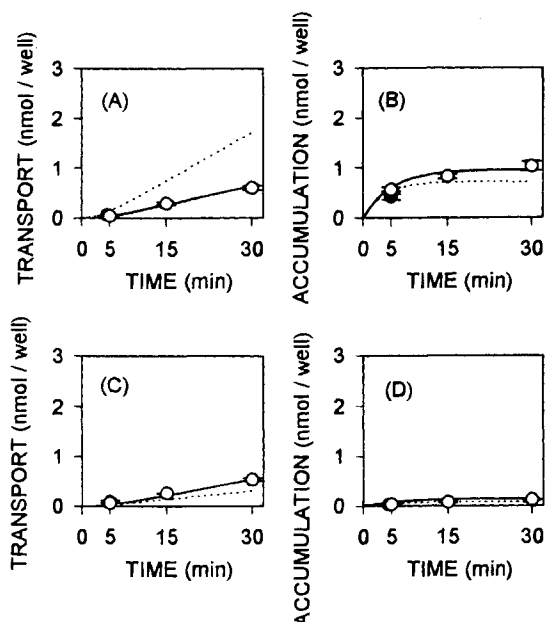 TRANSPORT (nmol / well)
3
2
1
0
(A)
0 5 15 30
TIME (min)
ACCUMULATION (nmol / well)
3
2
1
0
(B)
0 5 15 30
TIME (min)
TRANSPORT (nmol / well)
3
2
1
0
(C)
0 5 15 30
TIME (min)
ACCUMULATION (nmol / well)
3
2
1
0
(D)
0 5 15 30
TIME (min)